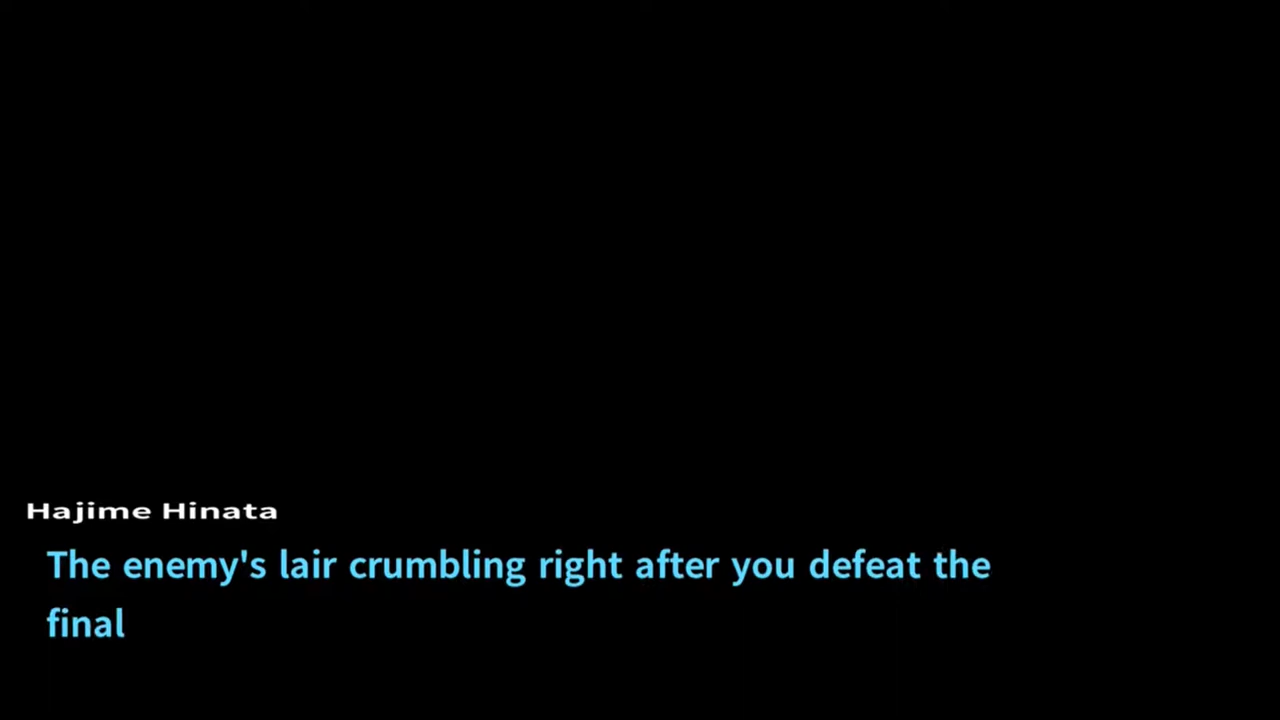 Hajime Hinata
The enemy's lair crumbling right after you defeat the
final